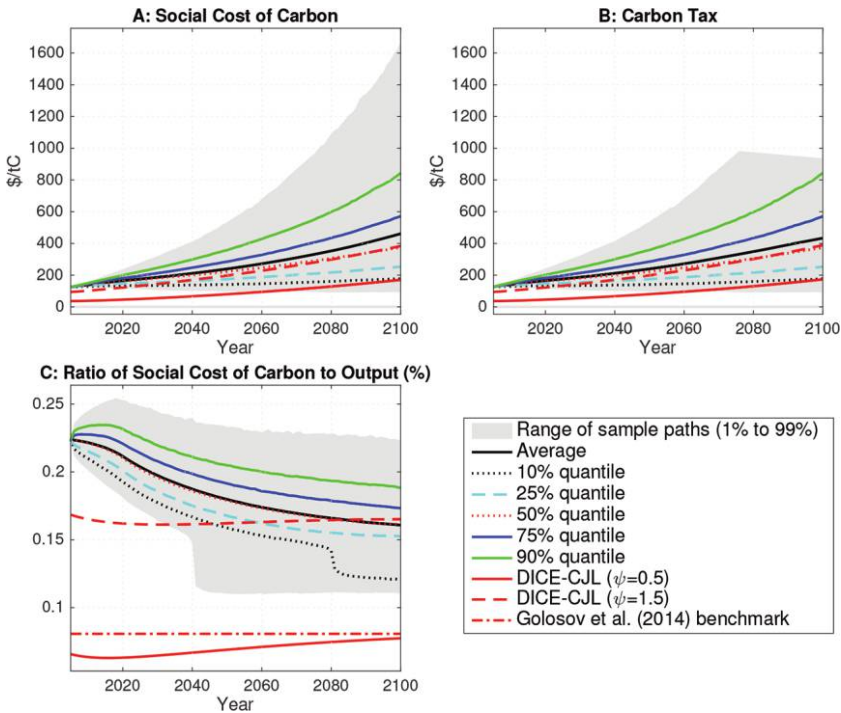 A: Social Cost of Carbon
1600
1400
1200
1000
800
600
400
200
0
$/tC
2020 2040 2060 2080 2100
Year
B: Carbon Tax
1600
1400
1200
1000
800
600
400
200
0
$/tC
2020 2040 2060 2080 2100
Year
C: Ratio of Social Cost of Carbon to Output (%)
0.25
0.2
0.15
0.1
2020 2040 2060 2080 2100
Year
Range of sample paths (1% to 99%)
Average
10% quantile
25% quantile
50% quantile
75% quantile
90% quantile
DICE-CJL (ψ=0.5)
DICE-CJL (ψ=1.5)
Golosov et al. (2014) benchmark